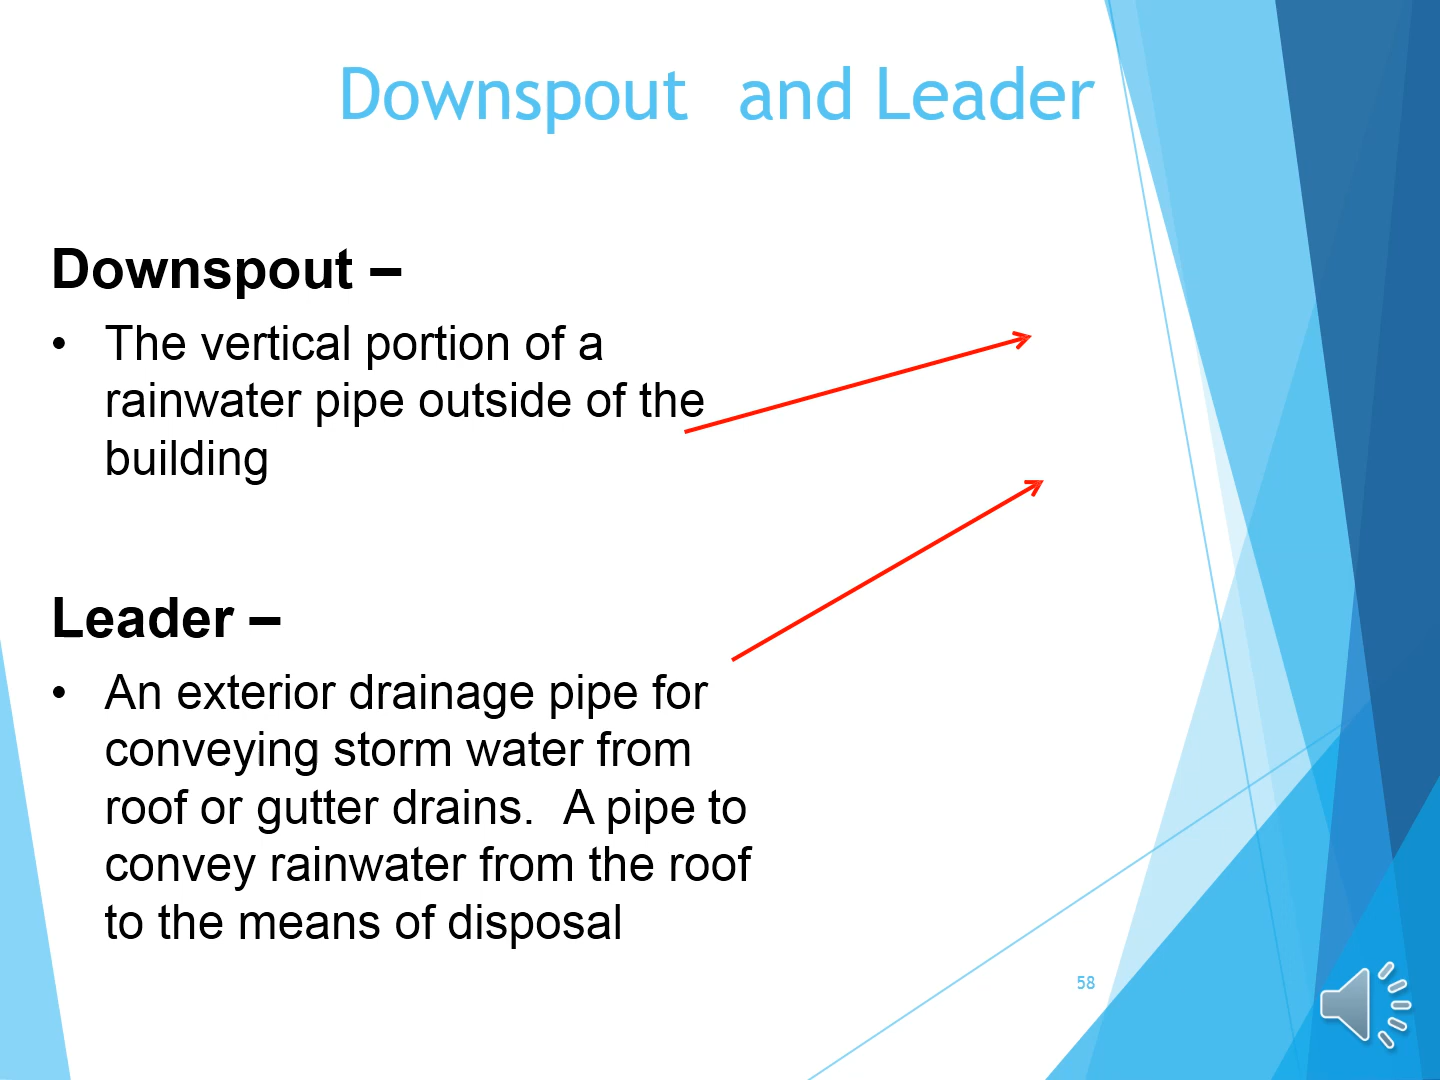 Downspout and Leader
Downspout –
• The vertical portion of a
rainwater pipe outside of the
building
Leader –
• An exterior drainage pipe for
conveying storm water from
roof or gutter drains. A pipe to
convey rainwater from the roof
to the means of disposal
58